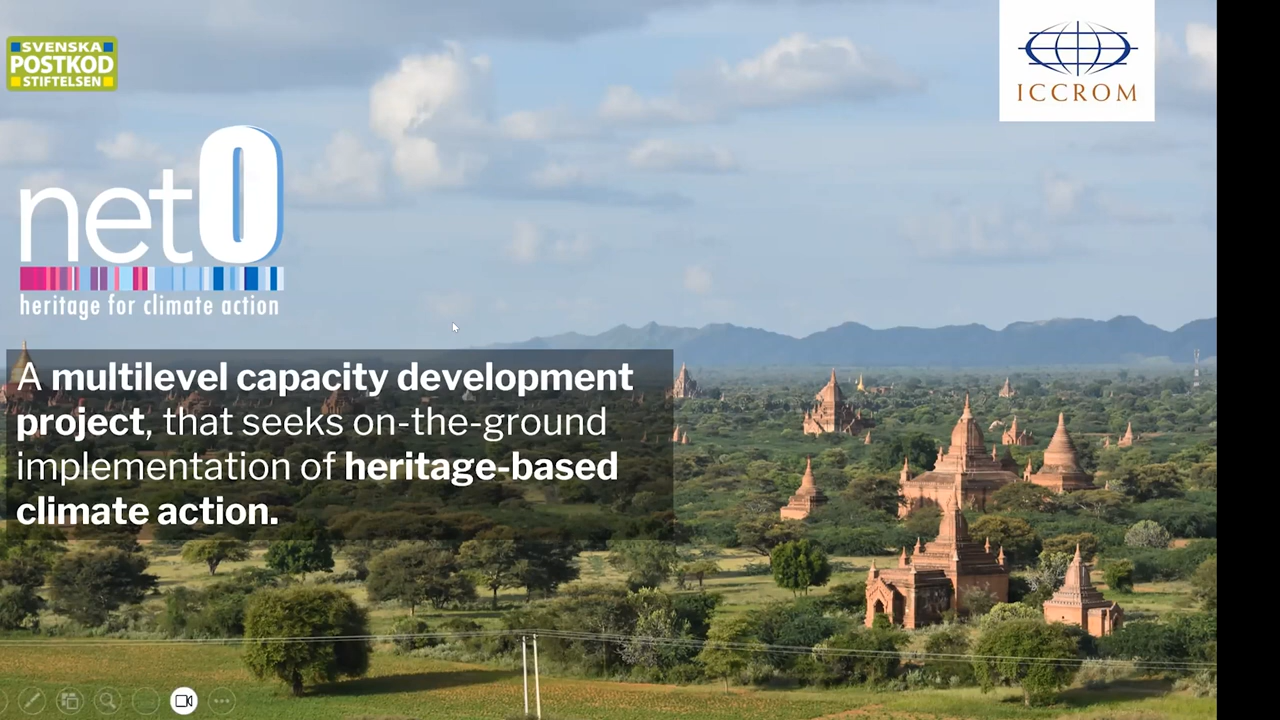 SVENSKA
POSTKOD
STIFTELSEN
ICCROM
net0
heritage for climate action
A multilevel capacity development
project, that seeks on-the-ground
implementation of heritage-based
climate action.